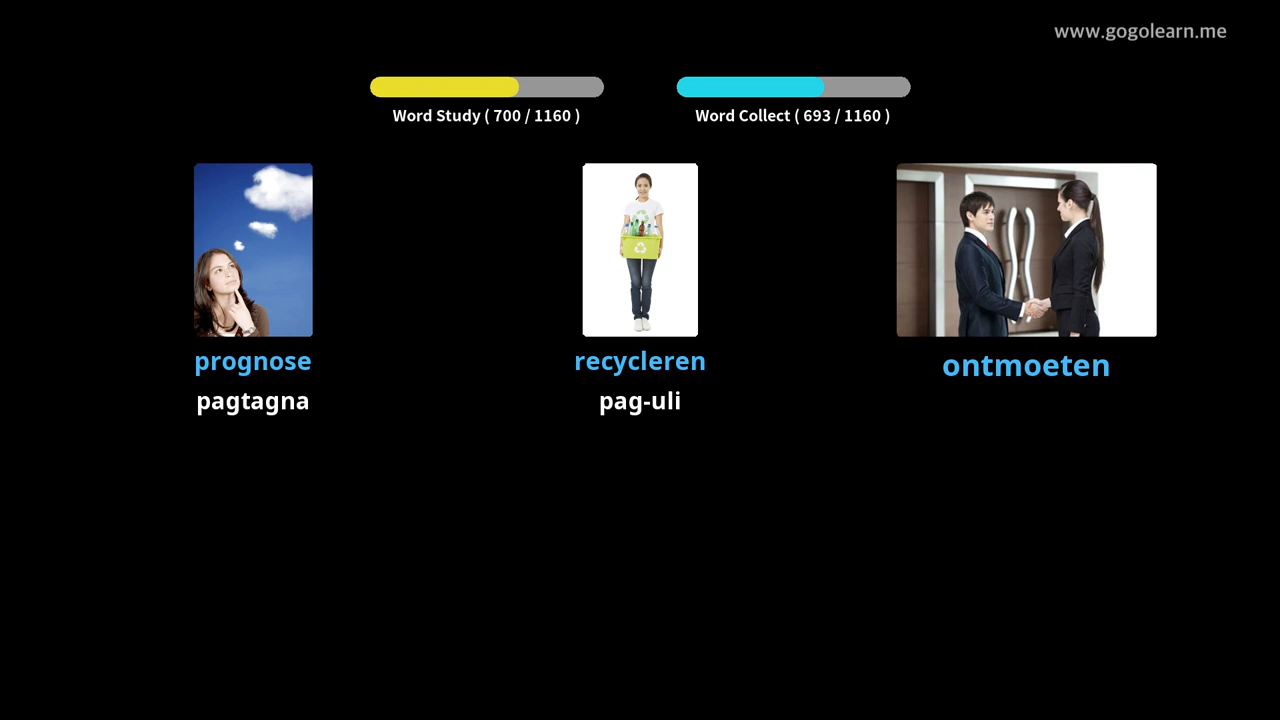 www.gogolearn.me
Word Study ( 700 / 1160 )
Word Collect ( 693 / 1160 )
prognose
pagtagna
recycleren
pag-uli
ontmoeten